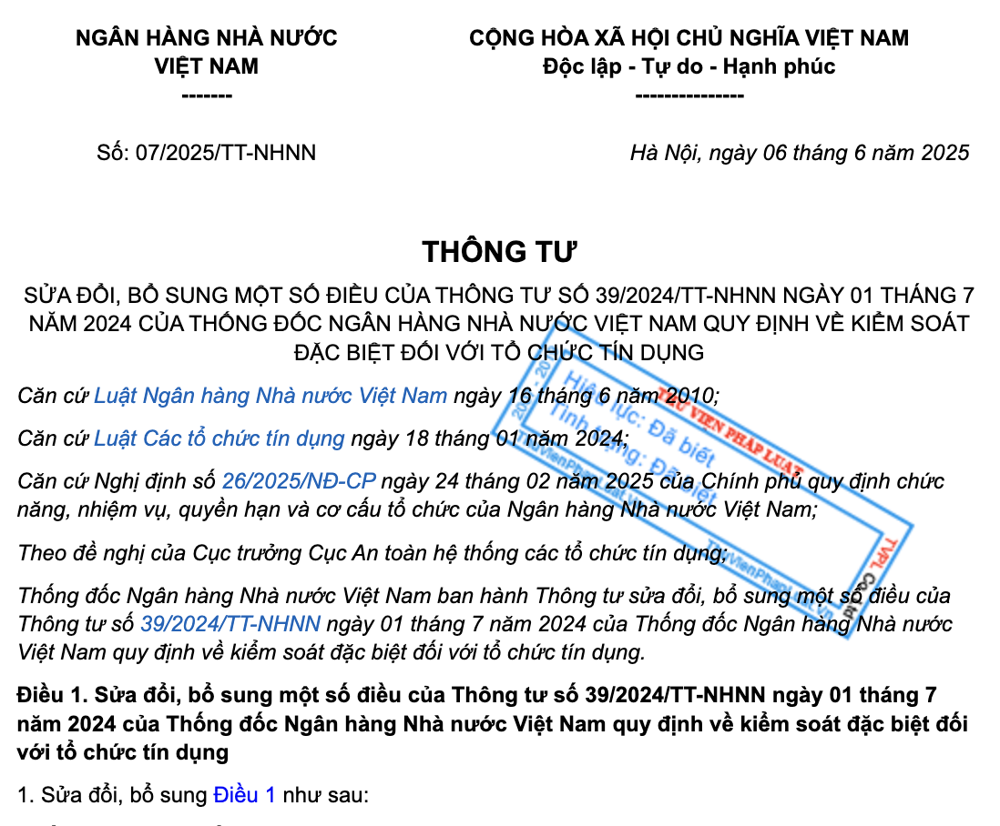 NGÂN HÀNG NHÀ NƯỚC
VIỆT NAM
-------
CỘNG HÒA XÃ HỘI CHỦ NGHĨA VIỆT NAM
Độc lập - Tự do - Hạnh phúc
---------------
Số: 07/2025/TT-NHNN
Hà Nội, ngày 06 tháng 6 năm 2025
THÔNG TƯ
SỬA ĐỔI, BỔ SUNG MỘT SỐ ĐIỀU CỦA THÔNG TƯ SỐ 39/2024/TT-NHNN NGÀY 01 THÁNG 7
NĂM 2024 CỦA THỐNG ĐỐC NGÂN HÀNG NHÀ NƯỚC VIỆT NAM QUY ĐỊNH VỀ KIỂM SOÁT
ĐẶC BIỆT ĐỐI VỚI TỔ CHỨC TÍN DỤNG
Căn cứ Luật Ngân hàng Nhà nước Việt Nam ngày 16 tháng 6 năm 2010;
Căn cứ Luật Các tổ chức tín dụng ngày 18 tháng 01 năm 2024;
Căn cứ Nghị định số 26/2025/NĐ-CP ngày 24 tháng 02 năm 2025 của Chính phủ quy định chức
năng, nhiệm vụ, quyền hạn và cơ cấu tổ chức của Ngân hàng Nhà nước Việt Nam;
Theo đề nghị của Cục trưởng Cục An toàn hệ thống các tổ chức tín dụng;
Thống đốc Ngân hàng Nhà nước Việt Nam ban hành Thông tư sửa đổi, bổ sung một số điều của
Thông tư số 39/2024/TT-NHNN ngày 01 tháng 7 năm 2024 của Thống đốc Ngân hàng Nhà nước
Việt Nam quy định về kiểm soát đặc biệt đối với tổ chức tín dụng.
Điều 1. Sửa đổi, bổ sung một số điều của Thông tư số 39/2024/TT-NHNN ngày 01 tháng 7
năm 2024 của Thống đốc Ngân hàng Nhà nước Việt Nam quy định về kiểm soát đặc biệt đối
với tổ chức tín dụng
1. Sửa đổi, bổ sung Điều 1 như sau:
THƯ VIỆN PHÁP LUẬT
Hiệu lực: Đã biết
Tình trạng: Đã biết
ThuVienPhapLuat.vn
ThuVienPhapLuat.vn
TVPL Co.,ltd